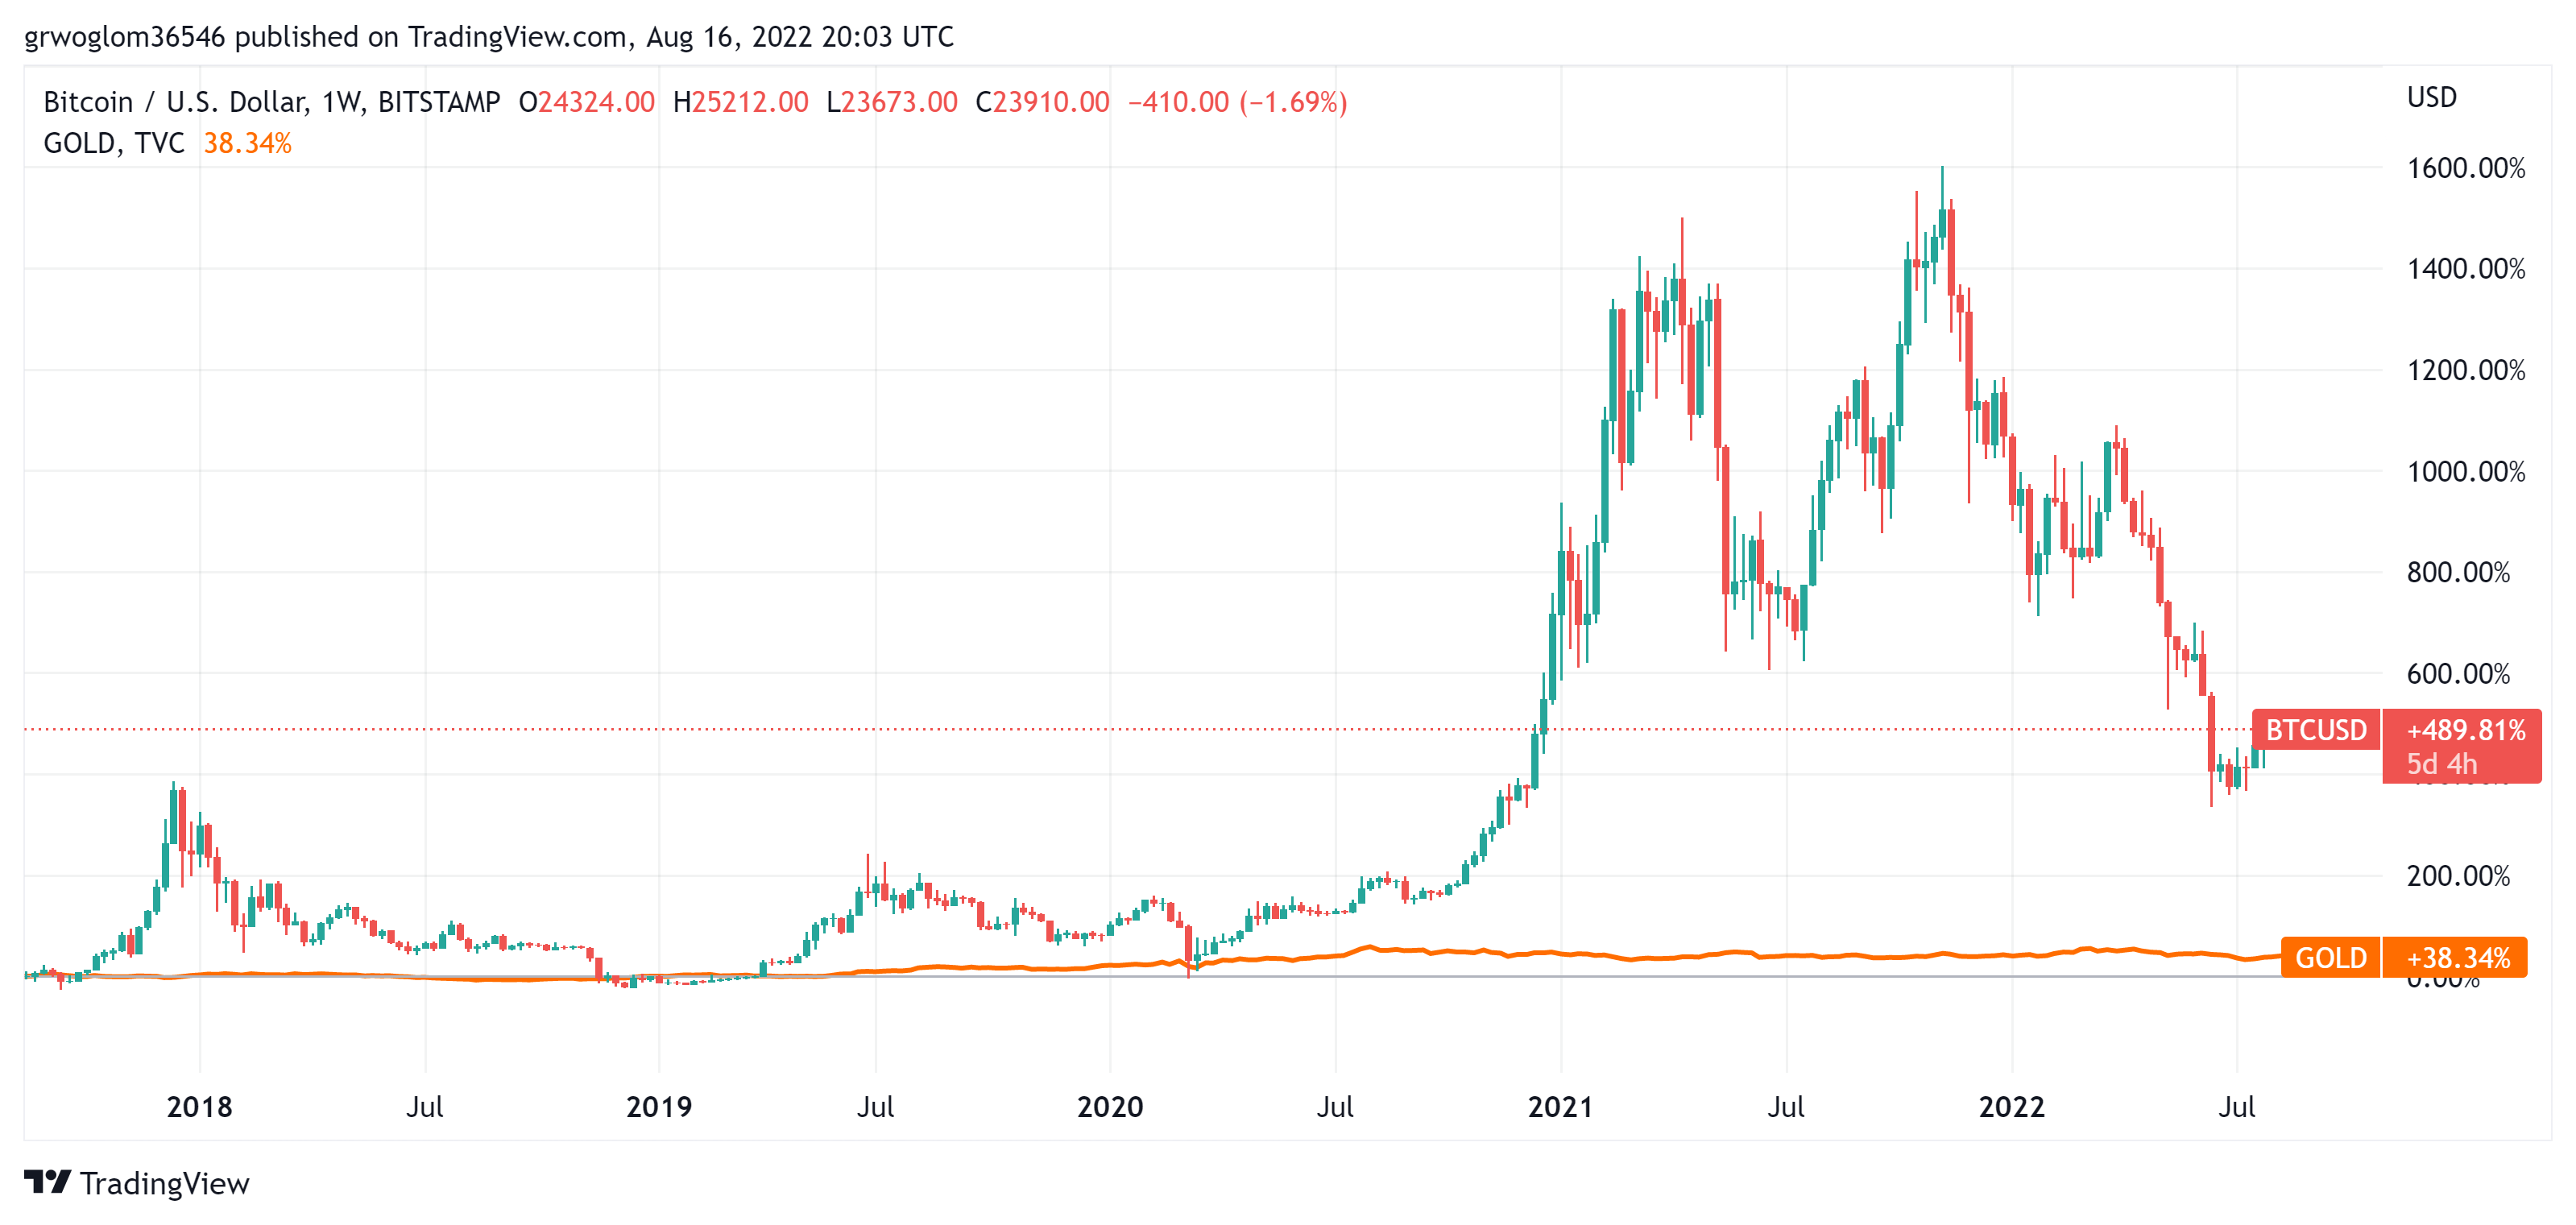 grwoglom36546 published on TradingView.com, Aug 16, 2022 20:03 UTC
Bitcoin / U.S. Dollar, 1W, BITSTAMP O24324.00 H25212.00 L23673.00 C23910.00 −410.00 (−1.69%)
GOLD, TVC 38.34%
USD
1600.00%
1400.00%
1200.00%
1000.00%
800.00%
600.00%
BTCUSD +489.81%
5d 4h
200.00%
GOLD +38.34%
0.00%
2018 Jul 2019 Jul 2020 Jul 2021 Jul 2022 Jul
TradingView